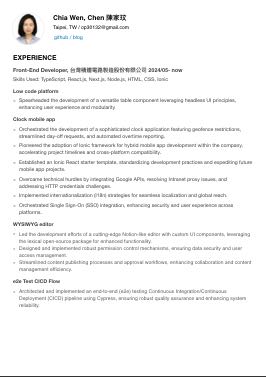 Chia Wen, Chen 陳家玟
Taipei, TW / op30132@gmail.com
github / blog
EXPERIENCE
Front-End Developer, 台灣積體電路製造股份有限公司 2024/05- now
Skills Used: TypeScript, React.js, Next.js, Node.js, HTML, CSS, Ionic
Low code platform
Speareheaded the development of a versatile table component leveraging headless UI principles,
enhancing user engagement and experience.
Clock mobile app
Orchestrated the development of a sophisticated clock application featuring geofence restrictions,
streamlined day-off requests, and automated overtime reporting.
Pioneered the adoption of Ionic framework for hybrid mobile app development within the company,
accelerating project timelines and cross-platform compatibility.
Established an Ionic React starter template, standardizing development practices and expediting future
mobile app projects.
Overcame technical hurdles by integrating Google APIs, resolving Intranet proxy issues, and
addressing HTTP credentials challenges.
Implemented internationalization (i18n) strategies for seamless localization and global reach.
Orchestrated Single Sign-On (SSO) integration, enhancing security and user experience across
platforms.
WYSIWYG editor
Led the development efforts of a cutting-edge Notion-like editor with custom UI components, leveraging
the lexical open-source package for enhanced functionality.
Designed and implemented robust permission control mechanisms, ensuring data security and user
access management.
Streamlined content publishing processes and approval workflows, enhancing collaboration and content
management efficiency.
e2e Test CICD Flow
Architected and implemented an end-to-end (e2e) testing Continuous Integration/Continuous
Deployment (CICD) pipeline using Cypress, ensuring robust quality assurance and enhancing system
reliability.